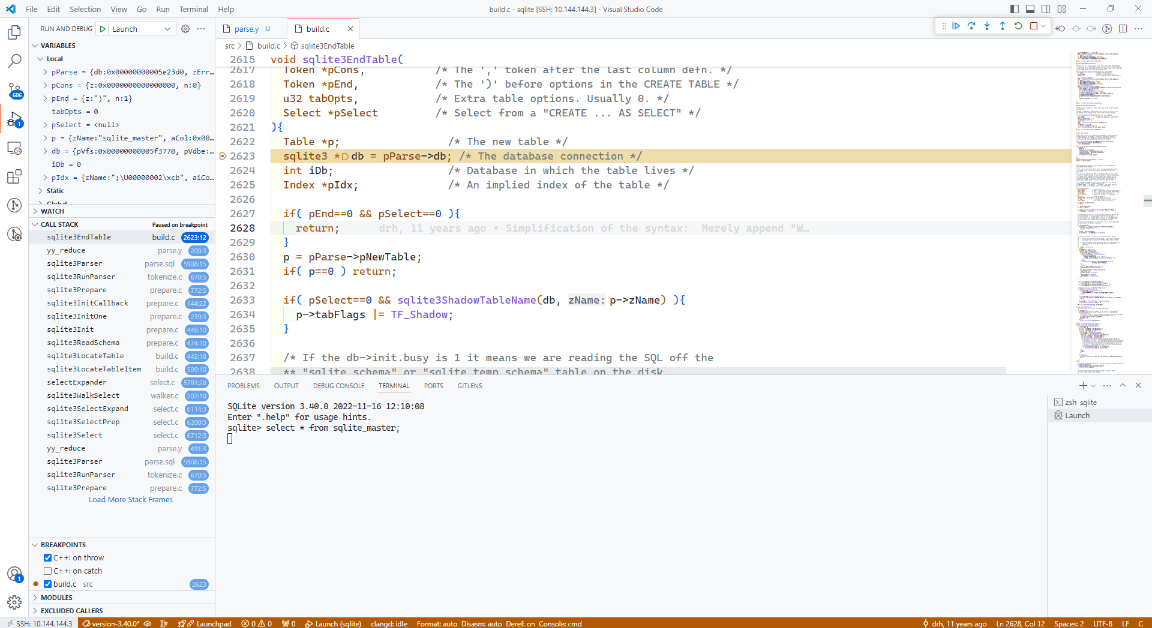 File Edit Selection View Go Run Terminal Help
build.c - sqlite [SSH: 10.144.144.3] - Visual Studio Code
RUN AND DEBUG Launch
parse.y U build.c
src > build.c > sqlite3EndTable
VARIABLES
Local
pParse = {db:0x00000000005e23d0, zErr…
pCons = {z:0x0000000000000000, n:0}
pEnd = {z:")", n:1}
tabOpts = 0
pSelect = <null>
p = {zName:"sqlite_master", aCol:0x00…
db = {pVfs:0x00000000005f3770, pVdbe:…
iDb = 0
pIdx = {zName:";\U00000002\xcb", aiCo…
Static
Global
WATCH
CALL STACK Paused on breakpoint
sqlite3EndTable build.c 2623:12
yy_reduce parse.y
sqlite3Parser parse.sql 5908:15
sqlite3RunParser tokenize.c 670:5
sqlite3Prepare prepare.c 772:5
sqlite3InitCallback prepare.c 144:22
sqlite3InitOne prepare.c
sqlite3Init prepare.c 446:10
sqlite3ReadSchema prepare.c 474:10
sqlite3LocateTable build.c 445:18
sqlite3LocateTableItem build.c 509:10
selectExpander select.c 5791:28
sqlite3WalkSelect walker.c
sqlite3SelectExpand select.c 6114:3
sqlite3SelectPrep select.c 6200:3
sqlite3Select select.c 6712:3
yy_reduce parse.y 491:3
sqlite3Parser parse.sql 5908:15
sqlite3RunParser tokenize.c 670:5
sqlite3Prepare prepare.c 772:5
Load More Stack Frames
BREAKPOINTS
C++: on throw
C++: on catch
build.c src 2623
MODULES
EXCLUDED CALLERS
2615 void sqlite3EndTable(
2617 Token *pCons, /* The ',' token after the last column defn. */
2618 Token *pEnd, /* The ')' before options in the CREATE TABLE */
2619 u32 tabOpts, /* Extra table options. Usually 0. */
2620 Select *pSelect /* Select from a "CREATE ... AS SELECT" */
2621 ){
2622 Table *p; /* The new table */
2623 sqlite3 *db = pParse->db; /* The database connection */
2624 int iDb; /* Database in which the table lives */
2625 Index *pIdx; /* An implied index of the table */
2626
2627 if( pEnd==0 && pSelect==0 ){
2628 return; drh, 11 years ago • Simplification of the syntax: Merely append "W…
2629 }
2630 p = pParse->pNewTable;
2631 if( p==0 ) return;
2632
2633 if( pSelect==0 && sqlite3ShadowTableName(db, zName: p->zName) ){
2634 p->tabFlags |= TF_Shadow;
2635 }
2636
2637 /* If the db->init.busy is 1 it means we are reading the SQL off the
2638 ** "sqlite_schema" or "sqlite_temp_schema" table on the disk.
PROBLEMS OUTPUT DEBUG CONSOLE TERMINAL PORTS GITLENS
SQLite version 3.40.0 2022-11-16 12:10:08
Enter ".help" for usage hints.
sqlite> select * from sqlite_master;
zsh sqlite
Launch
SSH: 10.144.144.3 version-3.40.0* Launchpad 0 0 0 Launch (sqlite) clangd: idle Format: auto Disasm: auto Deref: on Console: cmd drh, 11 years ago Ln 2628, Col 12 Spaces: 2 UTF-8 LF C